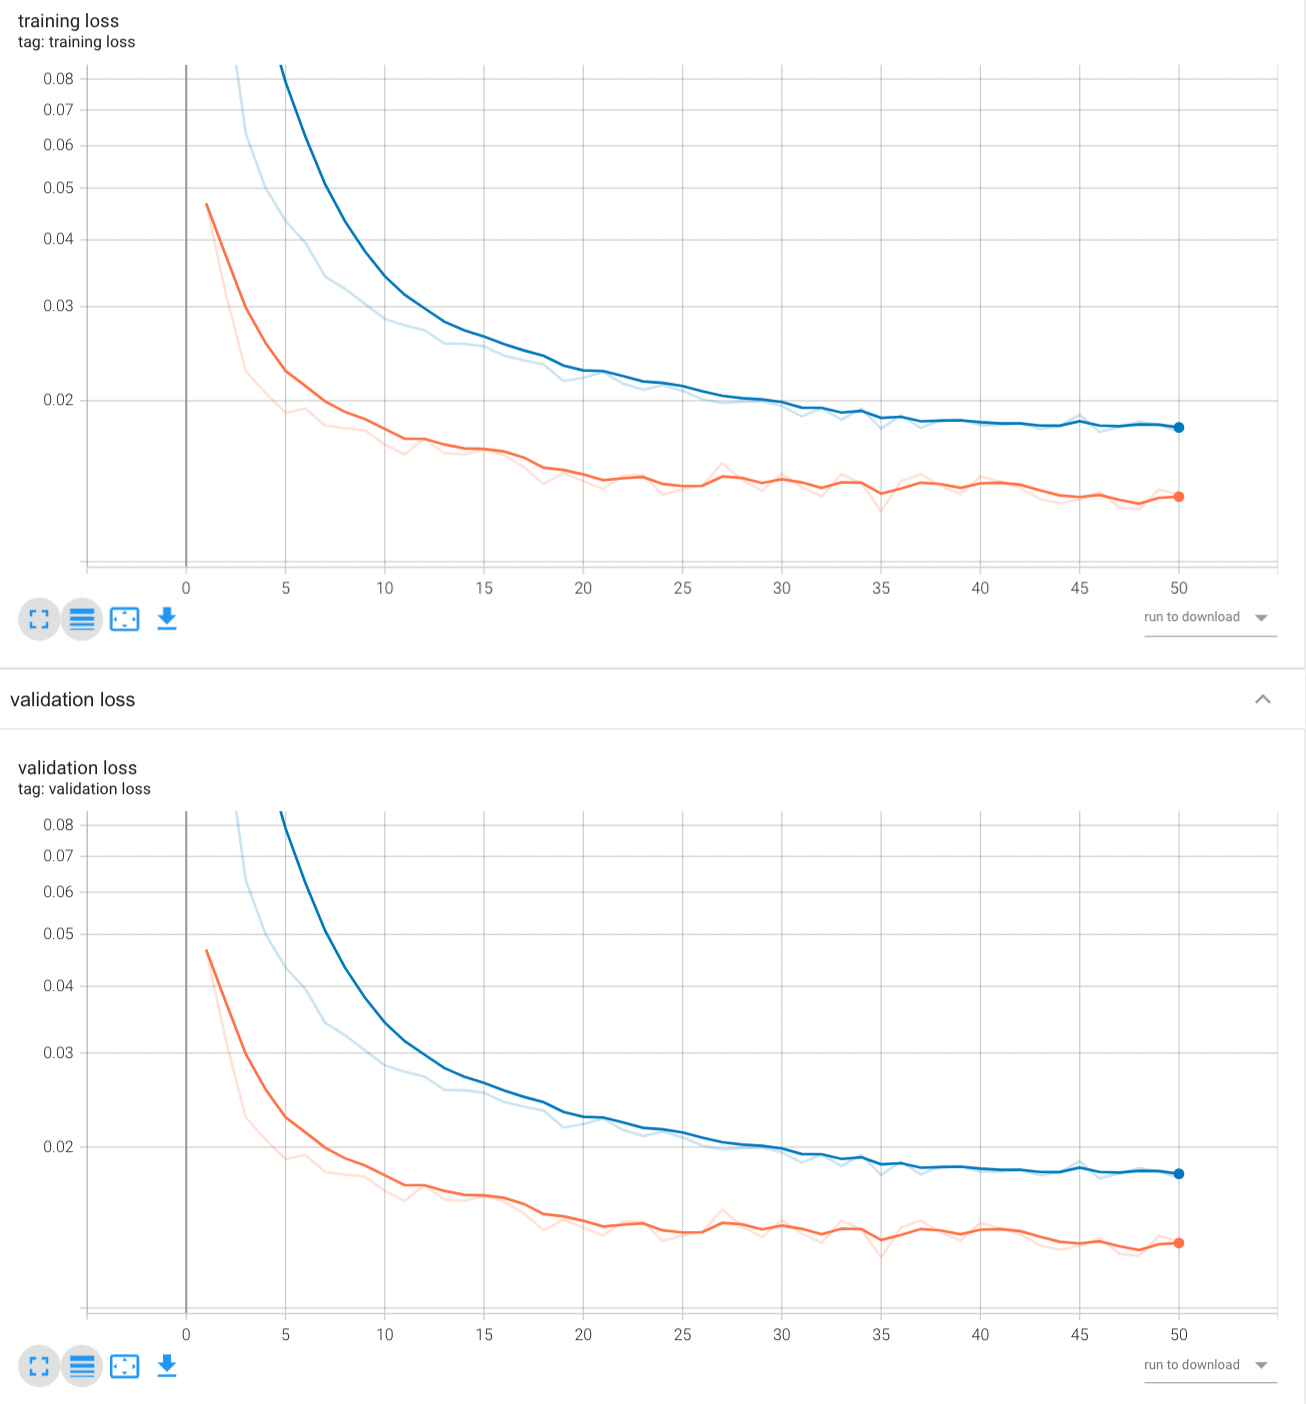 training loss
tag: training loss
0.08
0.07
0.06
0.05
0.04
0.03
0.02
0 5 10 15 20 25 30 35 40 45 50
run to download
validation loss
validation loss
tag: validation loss
0.08
0.07
0.06
0.05
0.04
0.03
0.02
0 5 10 15 20 25 30 35 40 45 50
run to download